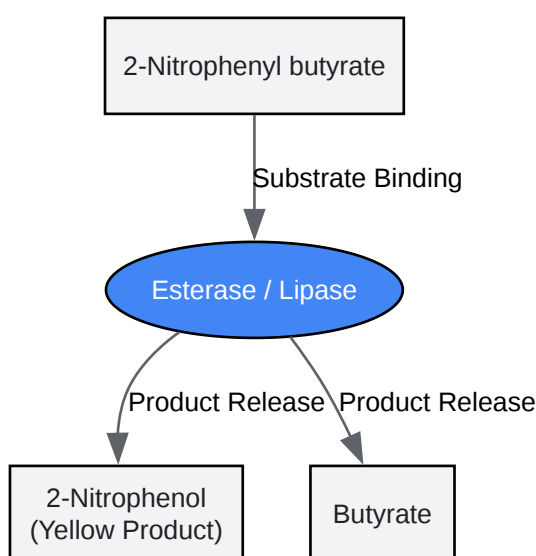 2-Nitrophenyl butyrate
Substrate Binding
Esterase / Lipase
Product Release
Product Release
2-Nitrophenol
(Yellow Product)
Butyrate